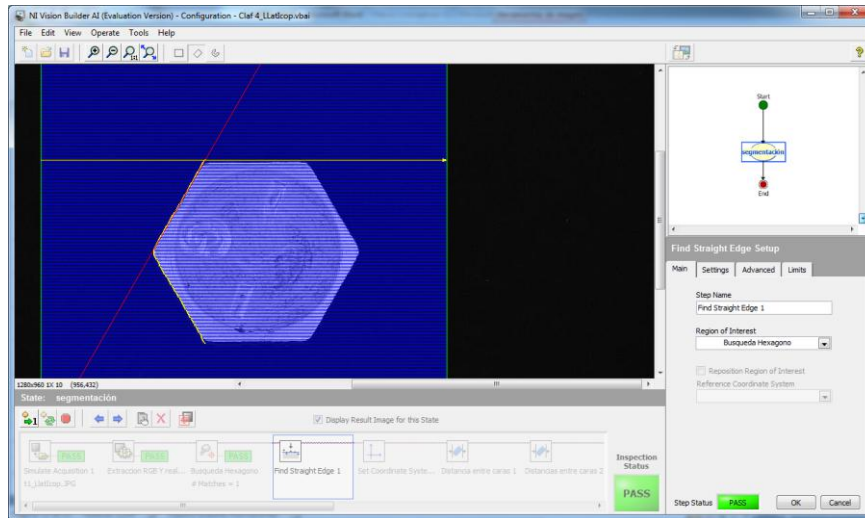 NI Vision Builder AI (Evaluation Version) - Configuration - Claf 4_LLatIcop.vbai
File Edit View Operate Tools Help
1280x960 1X 10 (956,432)
State: segmentación
Display Result Image for this State
Simulate Acquisition 1
PASS
t1_LlatIcop.JPG
Extraccion RGB Y real...
PASS
Busqueda Hexagono
PASS
# Matches = 1
Find Straight Edge 1
Set Coordinate Syste...
Distancia entre caras 1
Distancias entre caras 2
Inspection
Status
PASS
Start
segmentación
End
Find Straight Edge Setup
Main Settings Advanced Limits
Step Name
Find Straight Edge 1
Region of Interest
Busqueda Hexagono
Reposition Region of Interest
Reference Coordinate System
Step Status PASS OK Cancel